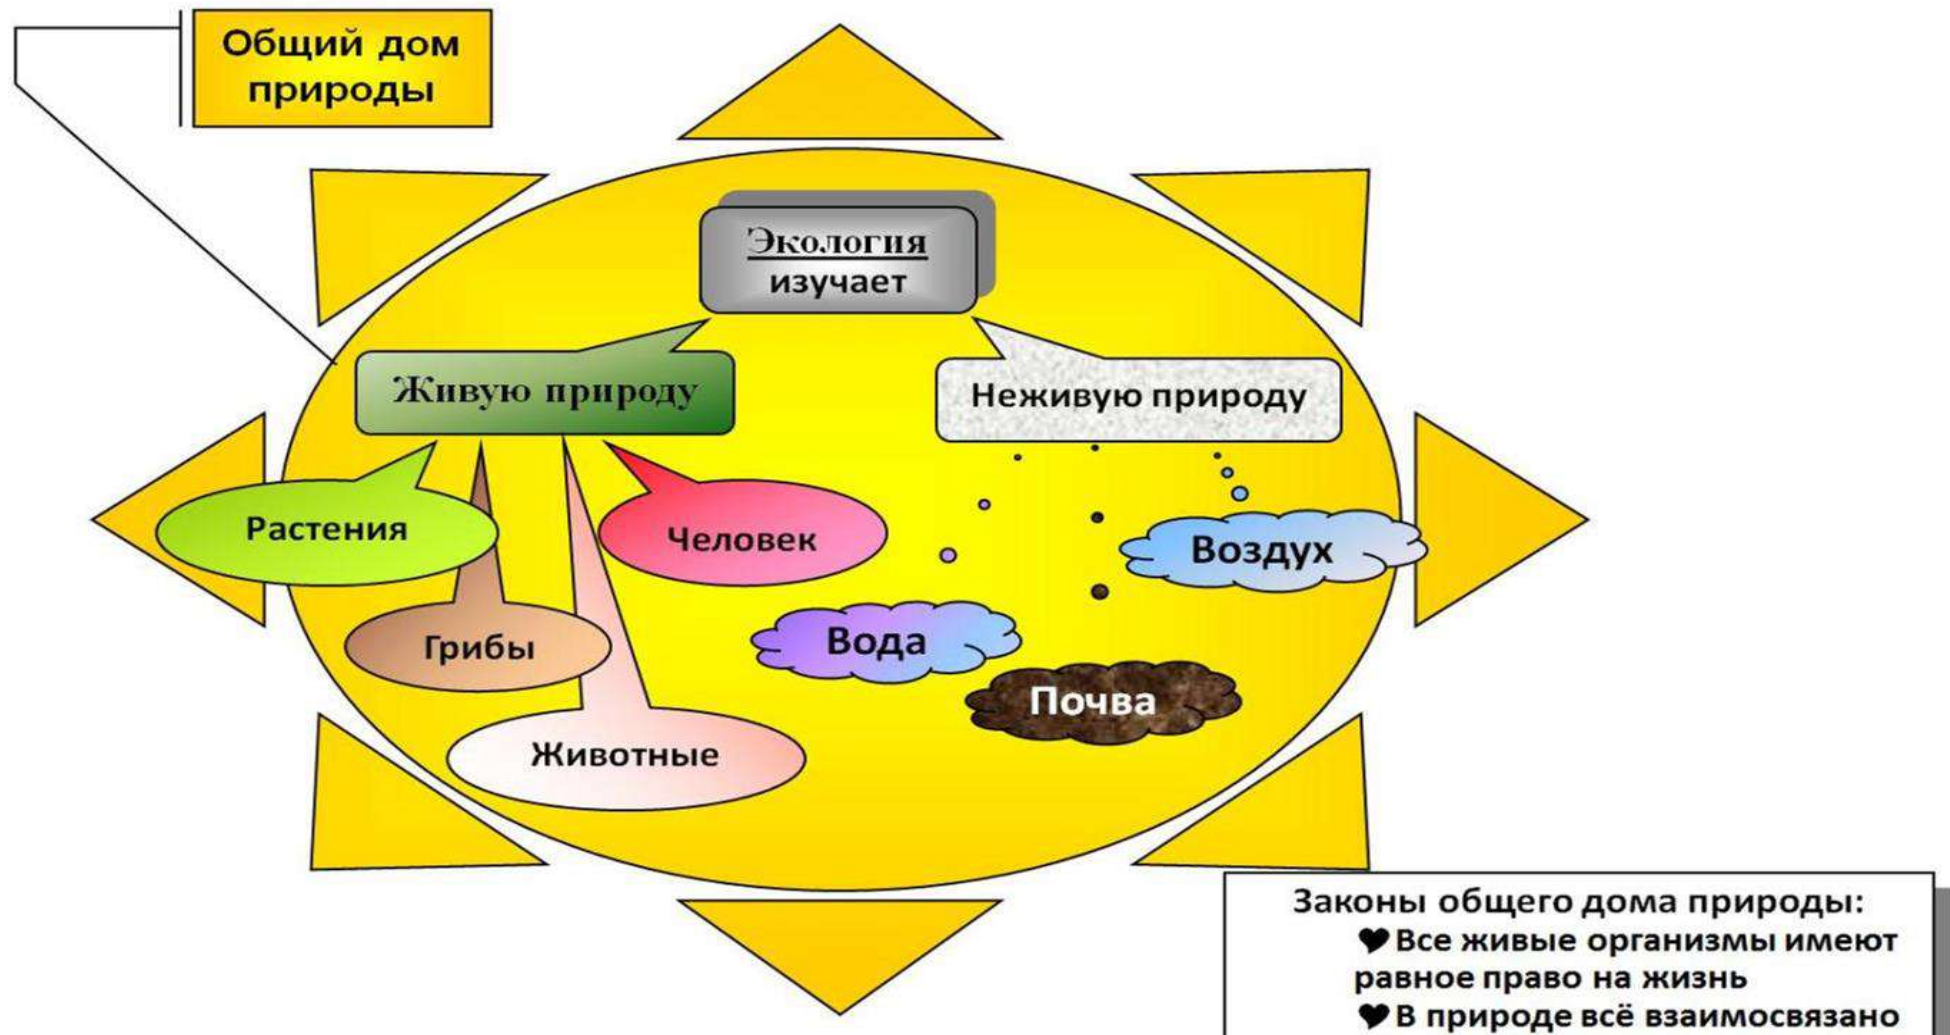 Общий дом
природы
Экология
изучает
Живую природу
Неживую природу
Растения
Человек
Воздух
Грибы
Вода
Почва
Животные
Законы общего дома природы:
Все живые организмы имеют
равное право на жизнь
В природе всё взаимосвязано